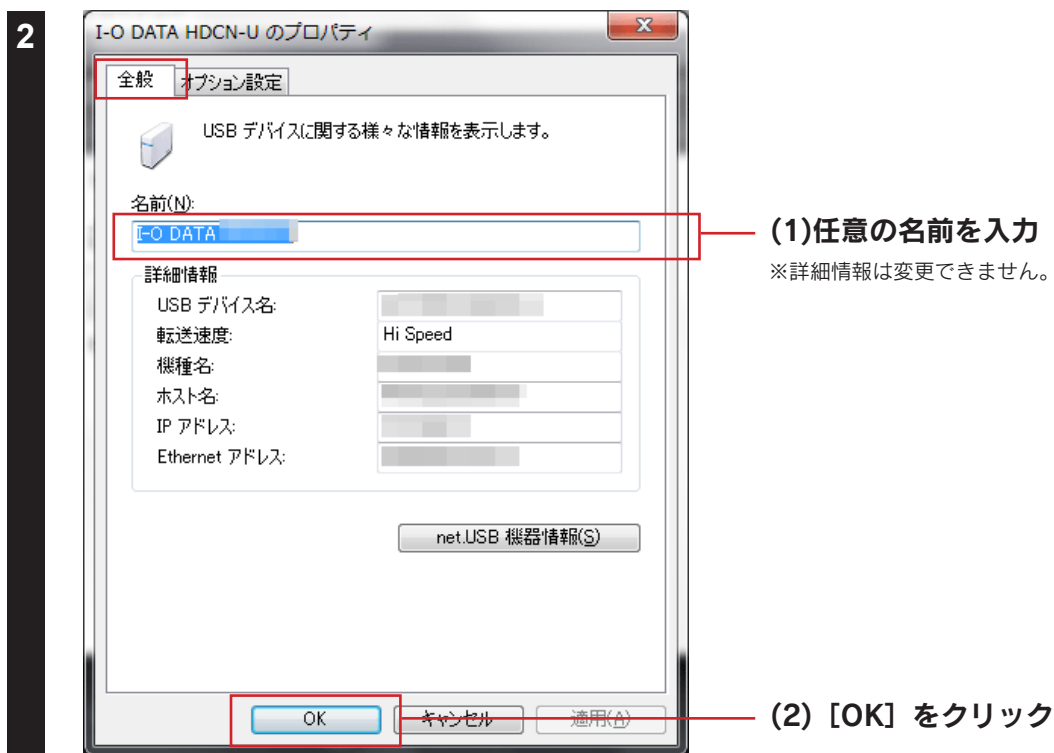 2
I-O DATA HDCN-U のプロパティ
全般
オプション設定
USB デバイスに関する様々な情報を表示します。
名前(N):
I-O DATA
(1)任意の名前を入力
※詳細情報は変更できません。
詳細情報
USB デバイス名:
転送速度: Hi Speed
機種名:
ホスト名:
IP アドレス:
Ethernet アドレス:
net.USB 機器情報(S)
OK キャンセル 適用(A)
(2)［OK］をクリック